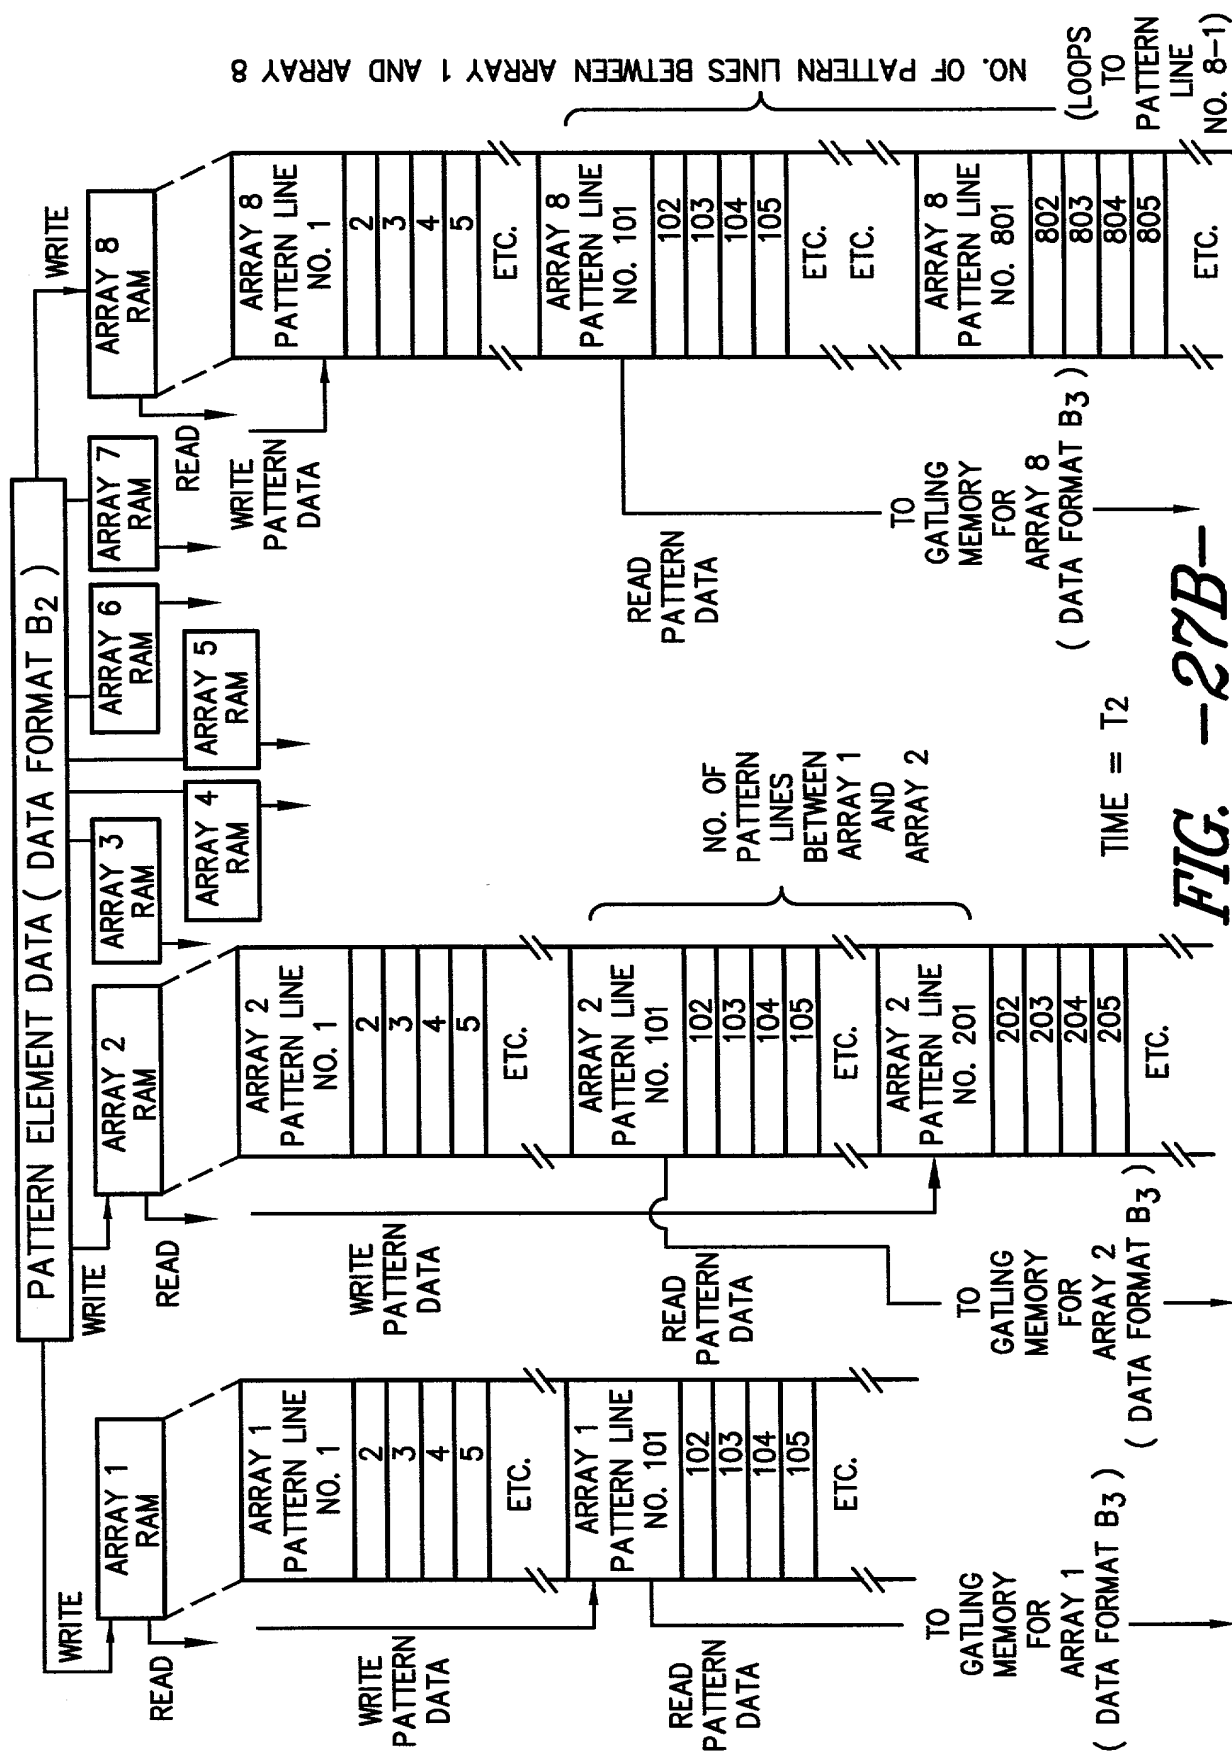 PATTERN ELEMENT DATA ( DATA FORMAT B2 )
WRITE
ARRAY 1
RAM
READ
WRITE
ARRAY 2
RAM
READ
ARRAY 3
RAM
ARRAY 4
RAM
ARRAY 5
RAM
ARRAY 6
RAM
ARRAY 7
RAM
WRITE
ARRAY 8
RAM
READ
ARRAY 1
PATTERN LINE
NO. 1
2
3
4
5
ETC.
ARRAY 1
PATTERN LINE
NO. 101
102
103
104
105
ETC.
WRITE
PATTERN
DATA
READ
PATTERN
DATA
TO
GATLING
MEMORY
FOR
ARRAY 1
( DATA FORMAT B3 )
ARRAY 2
PATTERN LINE
NO. 1
2
3
4
5
ETC.
ARRAY 2
PATTERN LINE
NO. 101
102
103
104
105
ETC.
ARRAY 2
PATTERN LINE
NO. 201
202
203
204
205
ETC.
WRITE
PATTERN
DATA
READ
PATTERN
DATA
TO
GATLING
MEMORY
FOR
ARRAY 2
( DATA FORMAT B3 )
NO. OF
PATTERN
LINES
BETWEEN
ARRAY 1
AND
ARRAY 2
ARRAY 8
PATTERN LINE
NO. 1
2
3
4
5
ETC.
ARRAY 8
PATTERN LINE
NO. 101
102
103
104
105
ETC.
ETC.
ARRAY 8
PATTERN LINE
NO. 801
802
803
804
805
ETC.
WRITE
PATTERN
DATA
READ
PATTERN
DATA
TO
GATLING
MEMORY
FOR
ARRAY 8
( DATA FORMAT B3 )
NO. OF PATTERN LINES BETWEEN ARRAY 1 AND ARRAY 8
(LOOPS
TO
PATTERN
LINE
NO. 8-1)
TIME = T2
FIG. -27B-